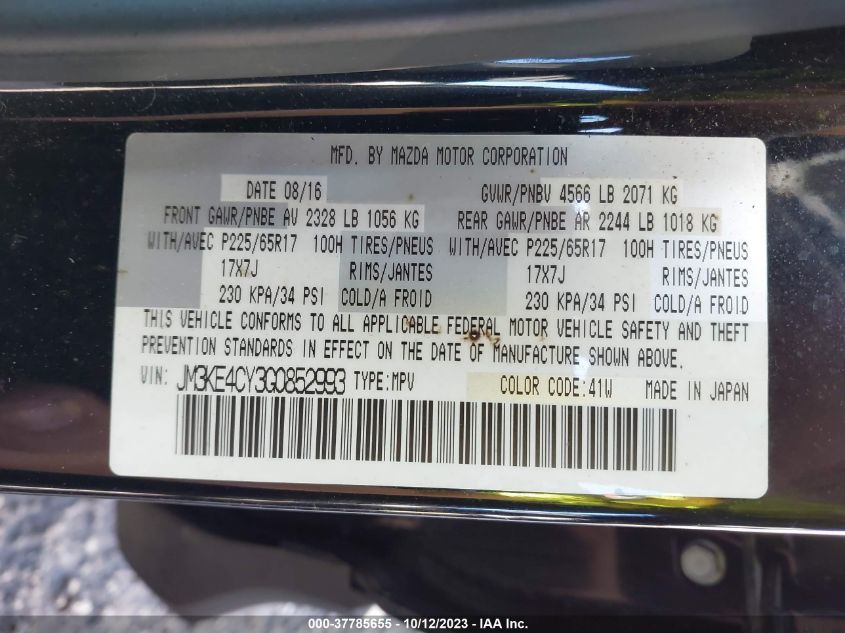 MFD. BY MAZDA MOTOR CORPORATION
DATE 08/16 GVWR/PNBV 4566 LB 2071 KG
FRONT GAWR/PNBE AV 2328 LB 1056 KG REAR GAWR/PNBE AR 2244 LB 1018 KG
WITH/AVEC P225/65R17 100H TIRES/PNEUS WITH/AVEC P225/65R17 100H TIRES/PNEUS
17X7J RIMS/JANTES 17X7J RIMS/JANTES
230 KPA/34 PSI COLD/A FROID 230 KPA/34 PSI COLD/A FROID
THIS VEHICLE CONFORMS TO ALL APPLICABLE FEDERAL MOTOR VEHICLE SAFETY AND THEFT
PREVENTION STANDARDS IN EFFECT ON THE DATE OF MANUFACTURE SHOWN ABOVE.
VIN: JM3KE4CY3G0852993 TYPE:MPV COLOR CODE:41W MADE IN JAPAN
<<< 37785655 - 10/12/2023 - IAA Inc.